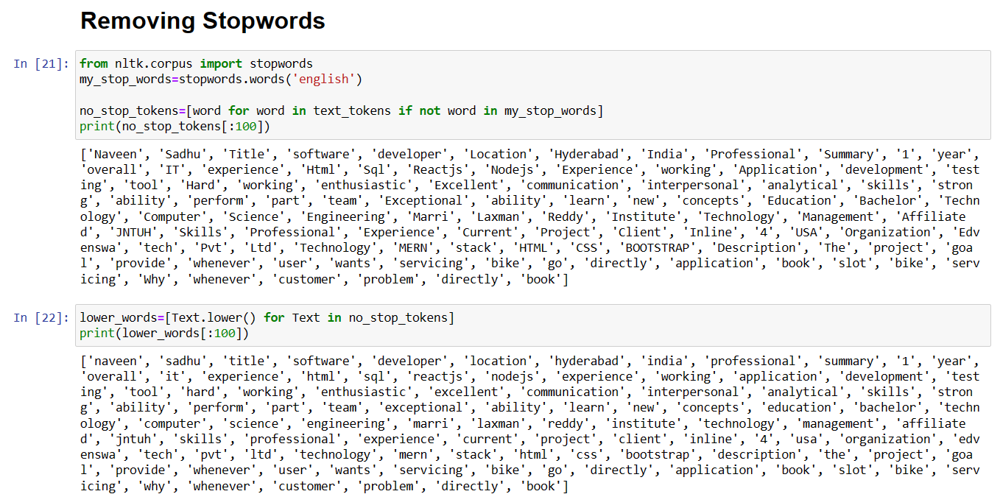 Removing Stopwords
In [21]: from nltk.corpus import stopwords
my_stop_words=stopwords.words('english')
no_stop_tokens=[word for word in text_tokens if not word in my_stop_words]
print(no_stop_tokens[:100])
['Naveen', 'Sadhu', 'Title', 'software', 'developer', 'Location', 'Hyderabad', 'India', 'Professional', 'Summary', '1', 'year',
'overall', 'IT', 'experience', 'Html', 'Sql', 'Reactjs', 'Nodejs', 'Experience', 'working', 'Application', 'development', 'test
ing', 'tool', 'Hard', 'working', 'enthusiastic', 'Excellent', 'communication', 'interpersonal', 'analytical', 'skills', 'stron
g', 'ability', 'perform', 'part', 'team', 'Exceptional', 'ability', 'learn', 'new', 'concepts', 'Education', 'Bachelor', 'Techn
ology', 'Computer', 'Science', 'Engineering', 'Marri', 'Laxman', 'Reddy', 'Institute', 'Technology', 'Management', 'Affiliate
d', 'JNTUH', 'Skills', 'Professional', 'Experience', 'Current', 'Project', 'Client', 'Inline', '4', 'USA', 'Organization', 'Edv
enswa', 'tech', 'Pvt', 'Ltd', 'Technology', 'MERN', 'stack', 'HTML', 'CSS', 'BOOTSTRAP', 'Description', 'The', 'project', 'goa
l', 'provide', 'whenever', 'user', 'wants', 'servicing', 'bike', 'go', 'directly', 'application', 'book', 'slot', 'bike', 'serv
icing', 'Why', 'whenever', 'customer', 'problem', 'directly', 'book']
In [22]: lower_words=[Text.lower() for Text in no_stop_tokens]
print(lower_words[:100])
['naveen', 'sadhu', 'title', 'software', 'developer', 'location', 'hyderabad', 'india', 'professional', 'summary', '1', 'year',
'overall', 'it', 'experience', 'html', 'sql', 'reactjs', 'nodejs', 'experience', 'working', 'application', 'development', 'test
ing', 'tool', 'hard', 'working', 'enthusiastic', 'excellent', 'communication', 'interpersonal', 'analytical', 'skills', 'stron
g', 'ability', 'perform', 'part', 'team', 'exceptional', 'ability', 'learn', 'new', 'concepts', 'education', 'bachelor', 'techn
ology', 'computer', 'science', 'engineering', 'marri', 'laxman', 'reddy', 'institute', 'technology', 'management', 'affiliate
d', 'jntuh', 'skills', 'professional', 'experience', 'current', 'project', 'client', 'inline', '4', 'usa', 'organization', 'edv
enswa', 'tech', 'pvt', 'ltd', 'technology', 'mern', 'stack', 'html', 'css', 'bootstrap', 'description', 'the', 'project', 'goa
l', 'provide', 'whenever', 'user', 'wants', 'servicing', 'bike', 'go', 'directly', 'application', 'book', 'slot', 'bike', 'serv
icing', 'why', 'whenever', 'customer', 'problem', 'directly', 'book']